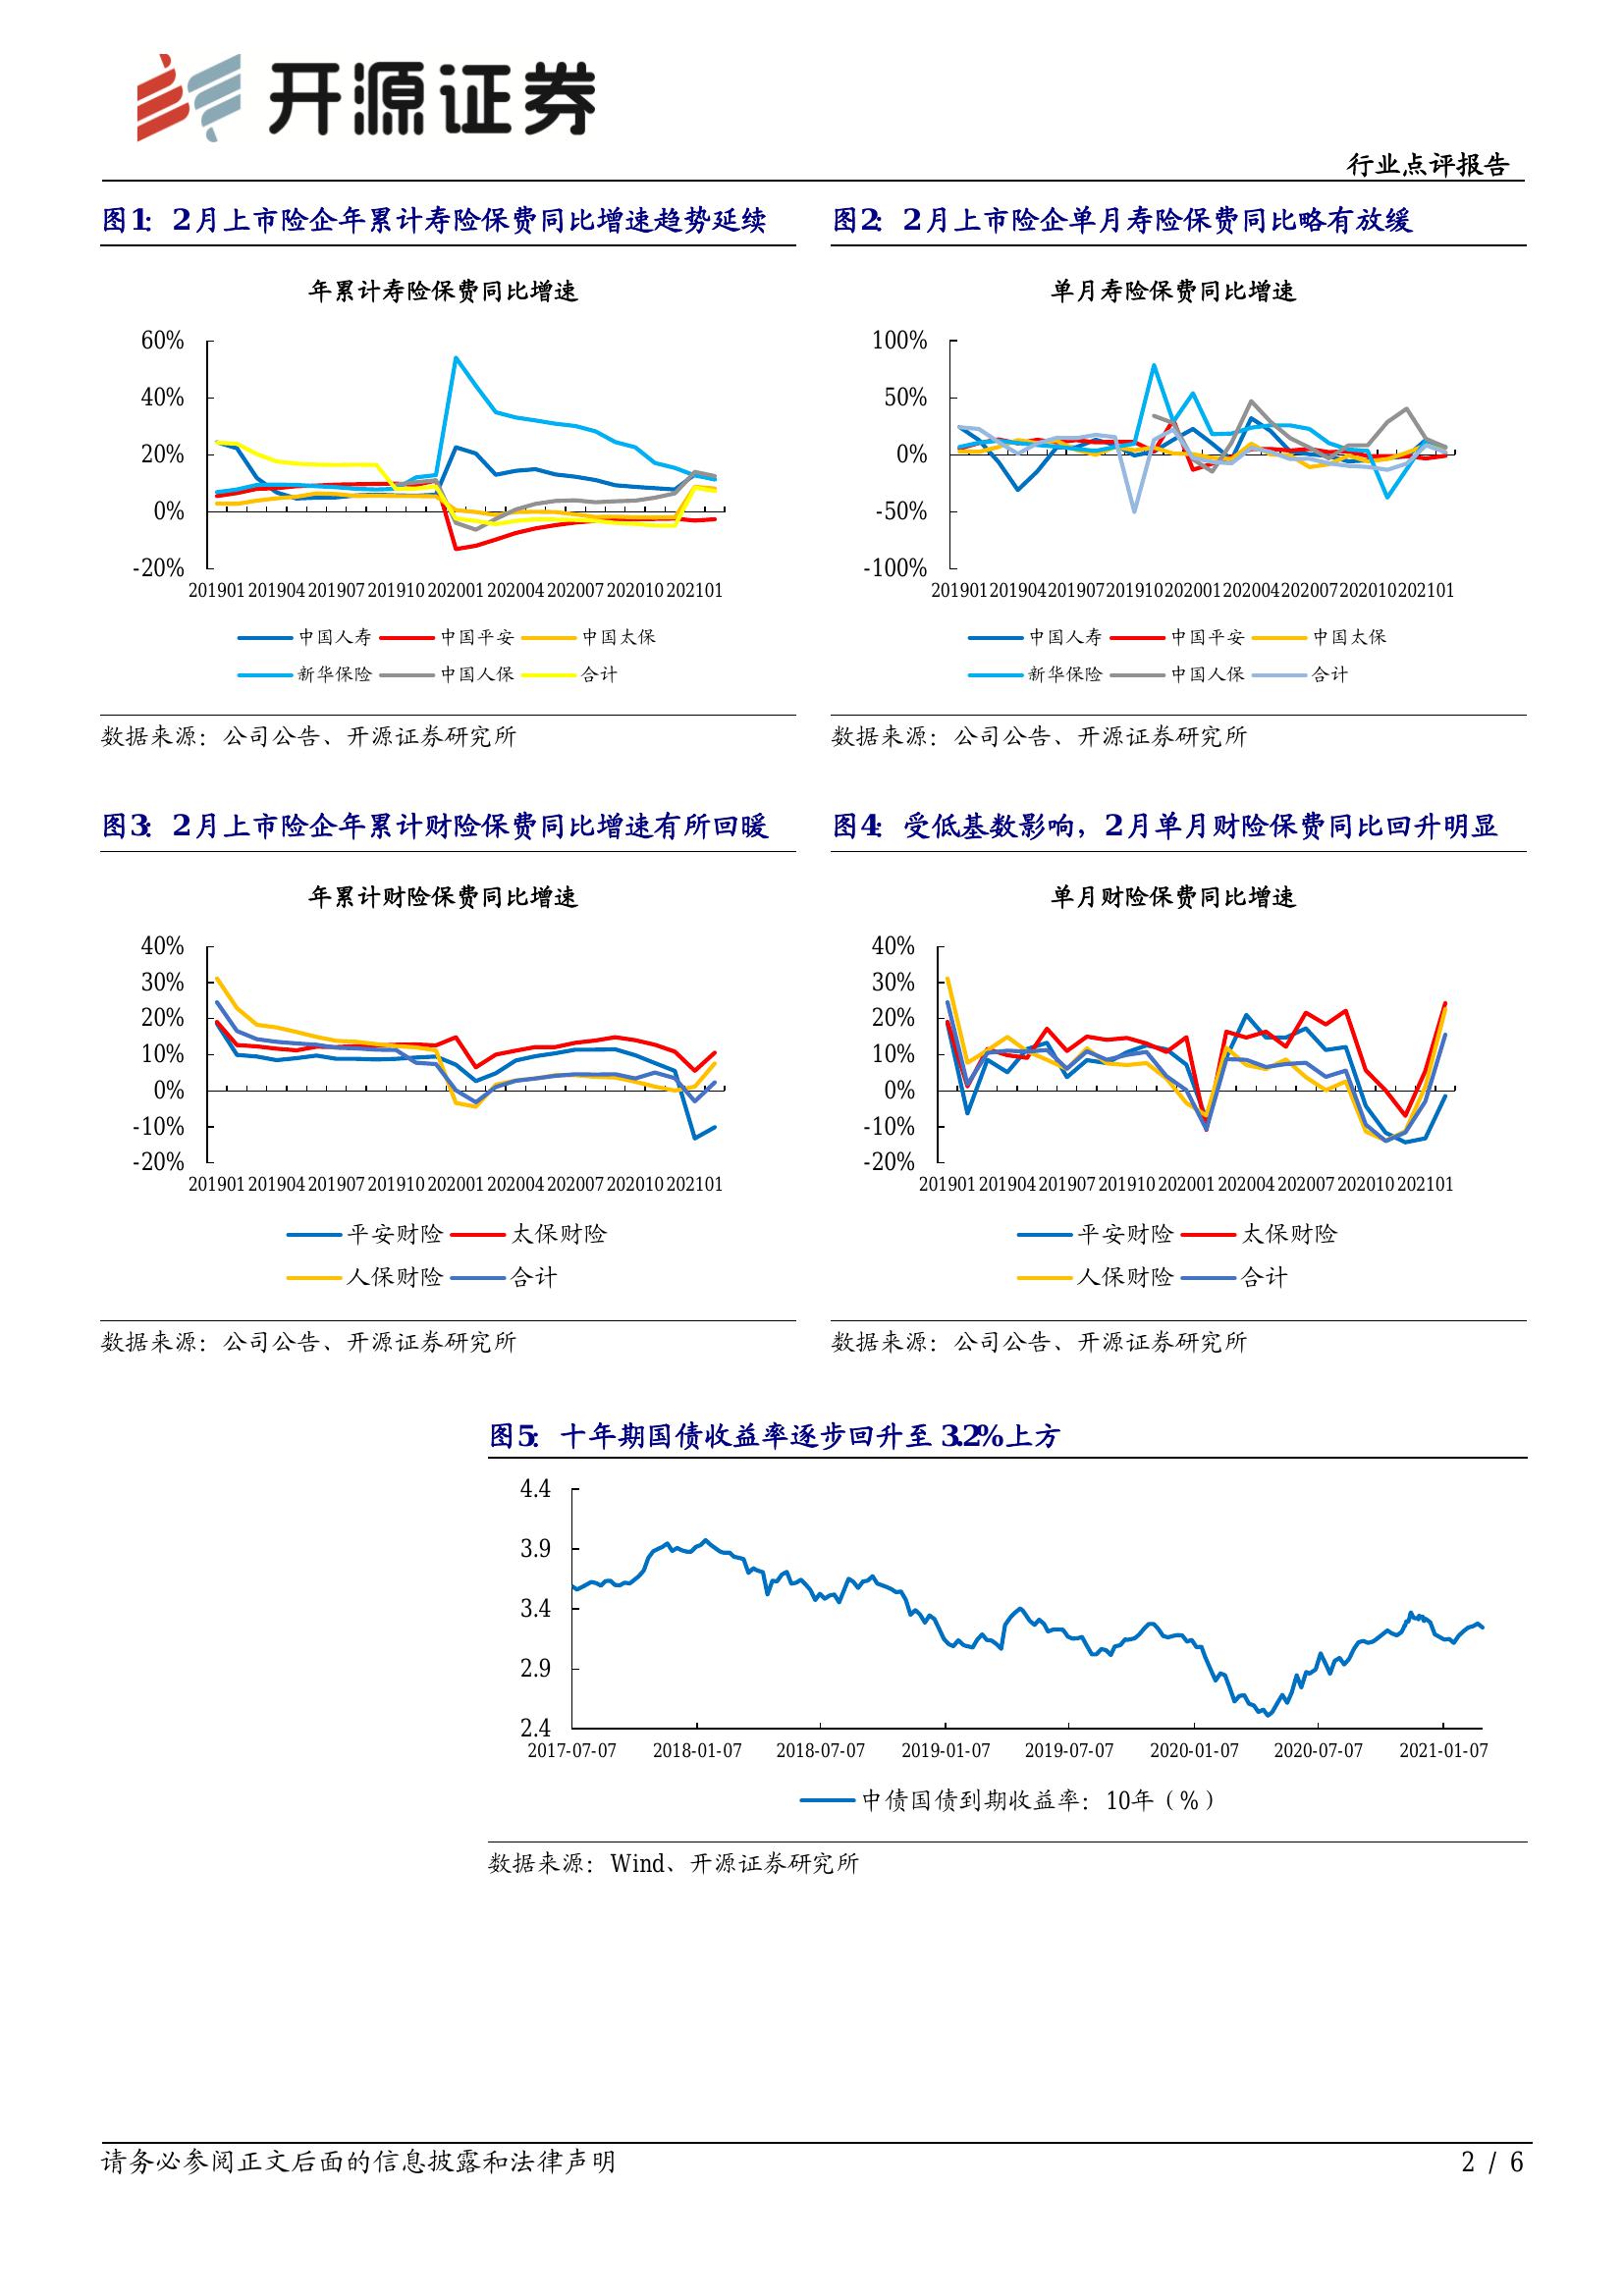 开源证券
行业点评报告
图1：2月上市险企年累计寿险保费同比增速趋势延续
年累计寿险保费同比增速
60%
40%
20%
0%
-20%
201901 201904 201907 201910 202001 202004 202007 202010 202101
中国人寿 中国平安 中国太保
新华保险 中国人保 合计
数据来源：公司公告、开源证券研究所
图2：2月上市险企单月寿险保费同比略有放缓
单月寿险保费同比增速
100%
50%
0%
-50%
-100%
201901 201904 201907 201910 202001 202004 202007 202010 202101
中国人寿 中国平安 中国太保
新华保险 中国人保 合计
数据来源：公司公告、开源证券研究所
图3：2月上市险企年累计财险保费同比增速有所回暖
年累计财险保费同比增速
40%
30%
20%
10%
0%
-10%
-20%
201901 201904 201907 201910 202001 202004 202007 202010 202101
平安财险 太保财险
人保财险 合计
数据来源：公司公告、开源证券研究所
图4：受低基数影响，2月单月财险保费同比回升明显
单月财险保费同比增速
40%
30%
20%
10%
0%
-10%
-20%
201901 201904 201907 201910 202001 202004 202007 202010 202101
平安财险 太保财险
人保财险 合计
数据来源：公司公告、开源证券研究所
图5：十年期国债收益率逐步回升至 3.2%上方
4.4
3.9
3.4
2.9
2.4
2017-07-07 2018-01-07 2018-07-07 2019-01-07 2019-07-07 2020-01-07 2020-07-07 2021-01-07
中债国债到期收益率：10年（%）
数据来源：Wind、开源证券研究所
请务必参阅正文后面的信息披露和法律声明
2 / 6